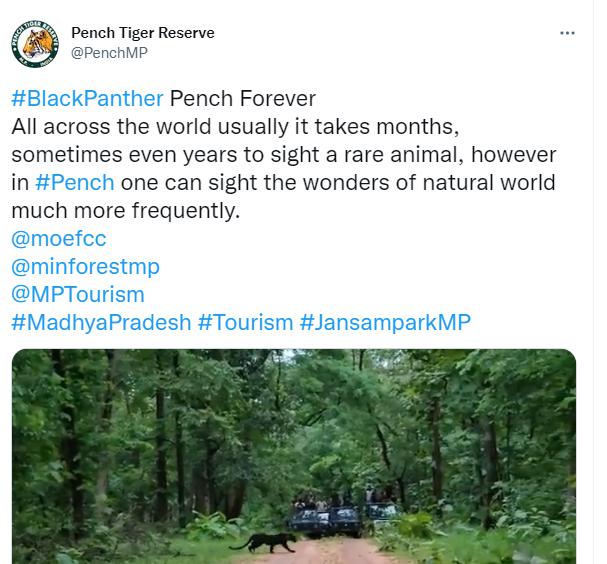 Pench Tiger Reserve
@PenchMP
#BlackPanther Pench Forever
All across the world usually it takes months,
sometimes even years to sight a rare animal, however
in #Pench one can sight the wonders of natural world
much more frequently.
@moefcc
@minforestmp
@MPTourism
#MadhyaPradesh #Tourism #JansamparkMP